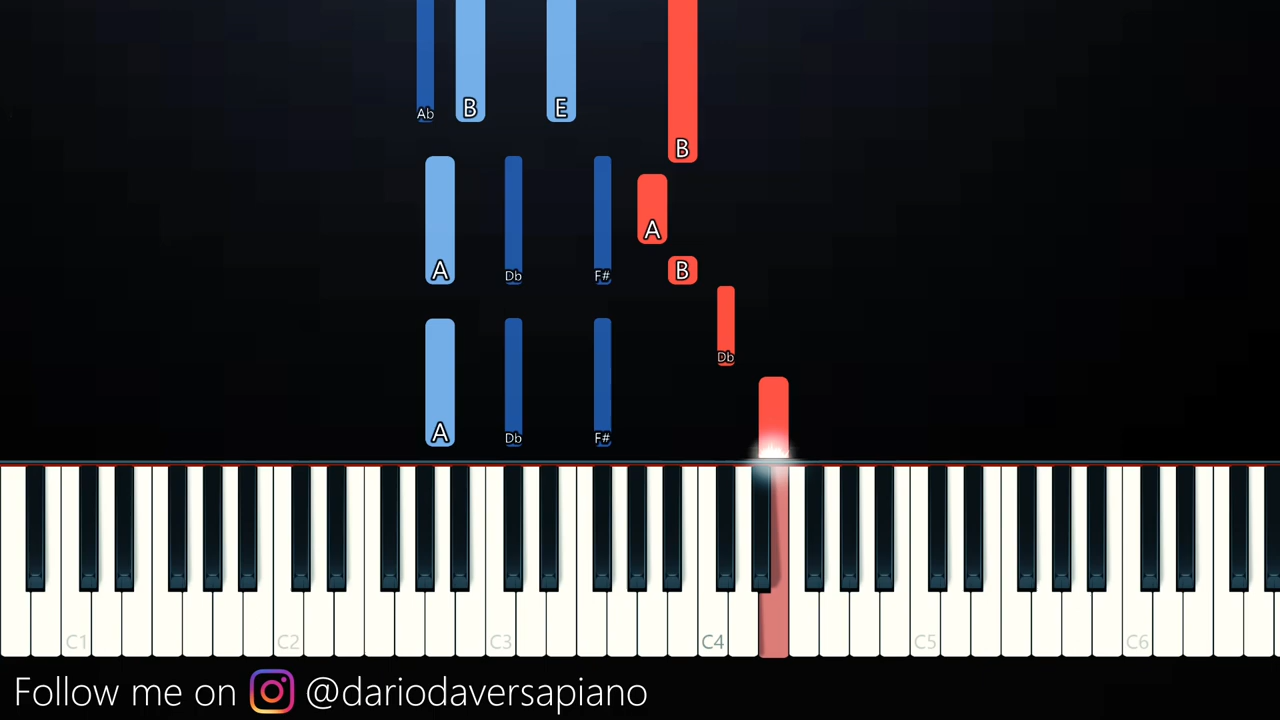 Ab B E
B
A
A Db F#
B
Db
A Db F#
C1 C2 C3 C4 C5 C6
Follow me on @dariodaversapiano